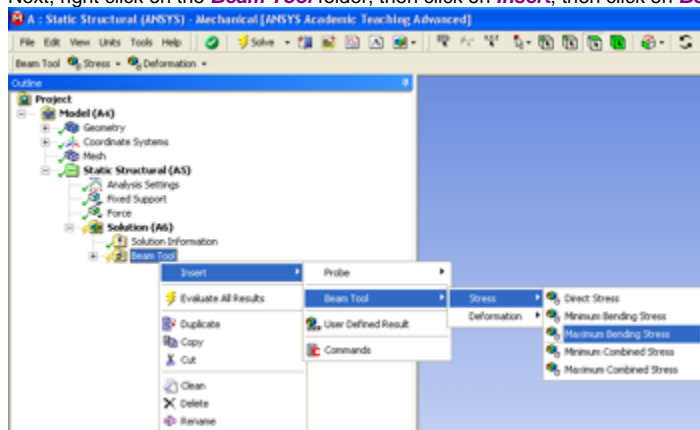 Next, right click on the Beam Tool folder, then click on Insert, then click on
A : Static Structural (ANSYS) - Mechanical [ANSYS Academic Teaching Advanced]
File Edit View Units Tools Help Solve
Beam Tool Stress Deformation
Outline
Project
Model (A4)
Geometry
Coordinate Systems
Mesh
Static Structural (A5)
Analysis Settings
Fixed Support
Force
Solution (A6)
Solution Information
Beam Tool
Insert
Evaluate All Results
Duplicate
Copy
Cut
Clean
Delete
Rename
Probe
Beam Tool
User Defined Result
Commands
Stress
Deformation
Direct Stress
Minimum Bending Stress
Maximum Bending Stress
Minimum Combined Stress
Maximum Combined Stress